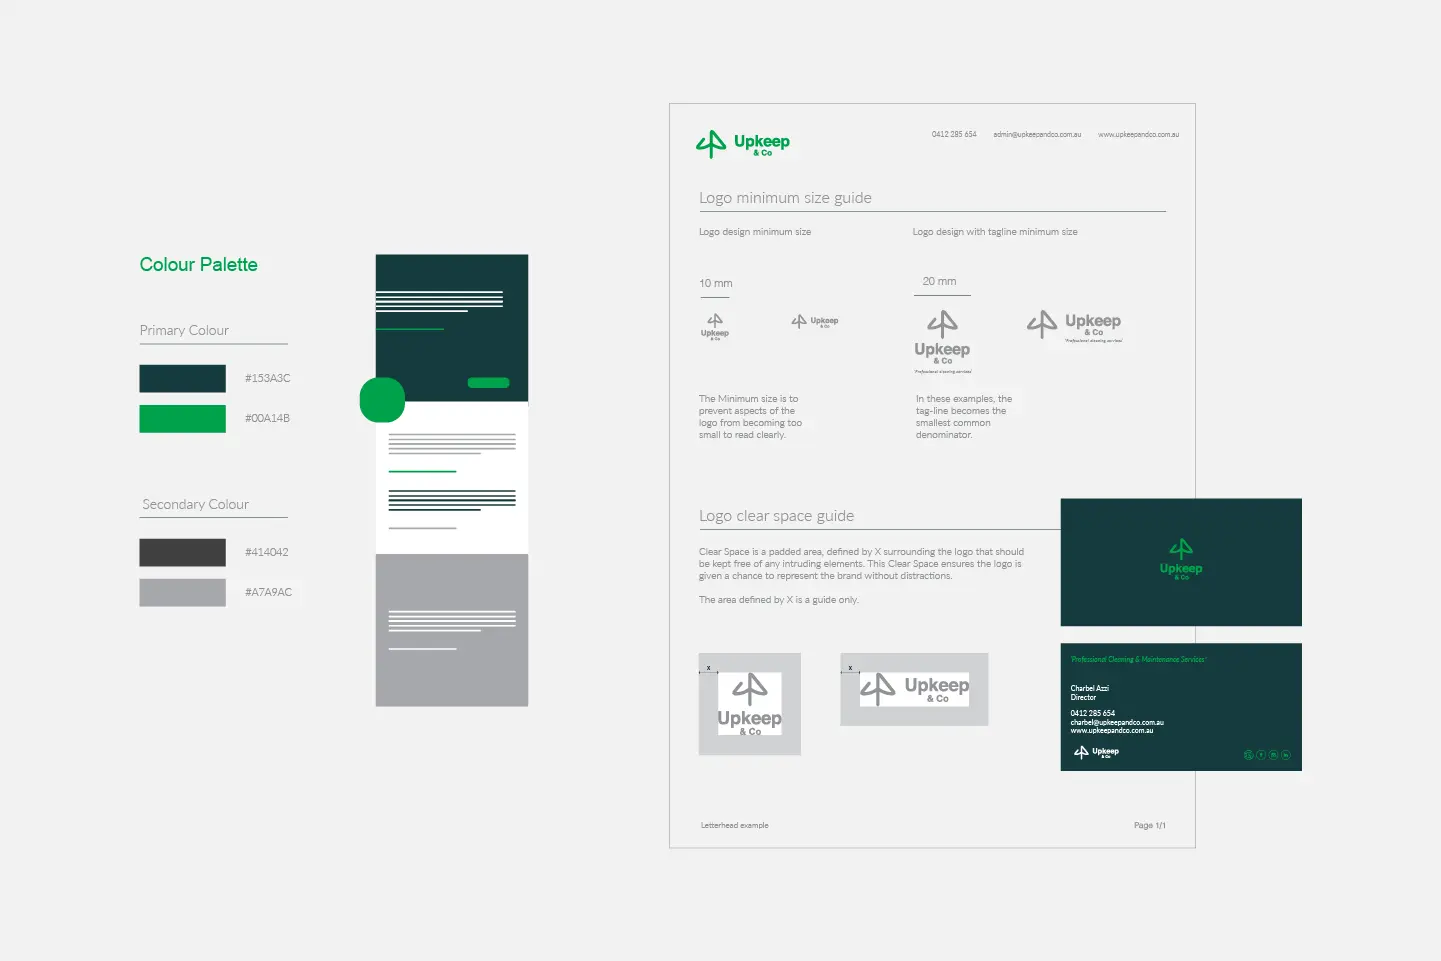 Colour Palette
Primary Colour
#153A3C
#00A14B
Secondary Colour
#414042
#A7A9AC
Upkeep
& Co
0412 285 654 admin@upkeepandco.com.au www.upkeepandco.com.au
Logo minimum size guide
Logo design minimum size
Logo design with tagline minimum size
10 mm
20 mm
Upkeep
& Co
Upkeep
& Co
Upkeep
& Co
"Professional cleaning services"
Upkeep
& Co
"Professional cleaning services"
The Minimum size is to
prevent aspects of the
logo from becoming too
small to read clearly.
In these examples, the
tag-line becomes the
smallest common
denominator.
Logo clear space guide
Clear Space is a padded area, defined by X surrounding the logo that should
be kept free of any intruding elements. This Clear Space ensures the logo is
given a chance to represent the brand without distractions.
The area defined by X is a guide only.
X
Upkeep
& Co
X
Upkeep
& Co
Upkeep
& Co
"Professional Cleaning & Maintenance Services"
Charbel Azzi
Director
0412 285 654
charbel@upkeepandco.com.au
www.upkeepandco.com.au
Upkeep
& Co
Letterhead example
Page 1/1